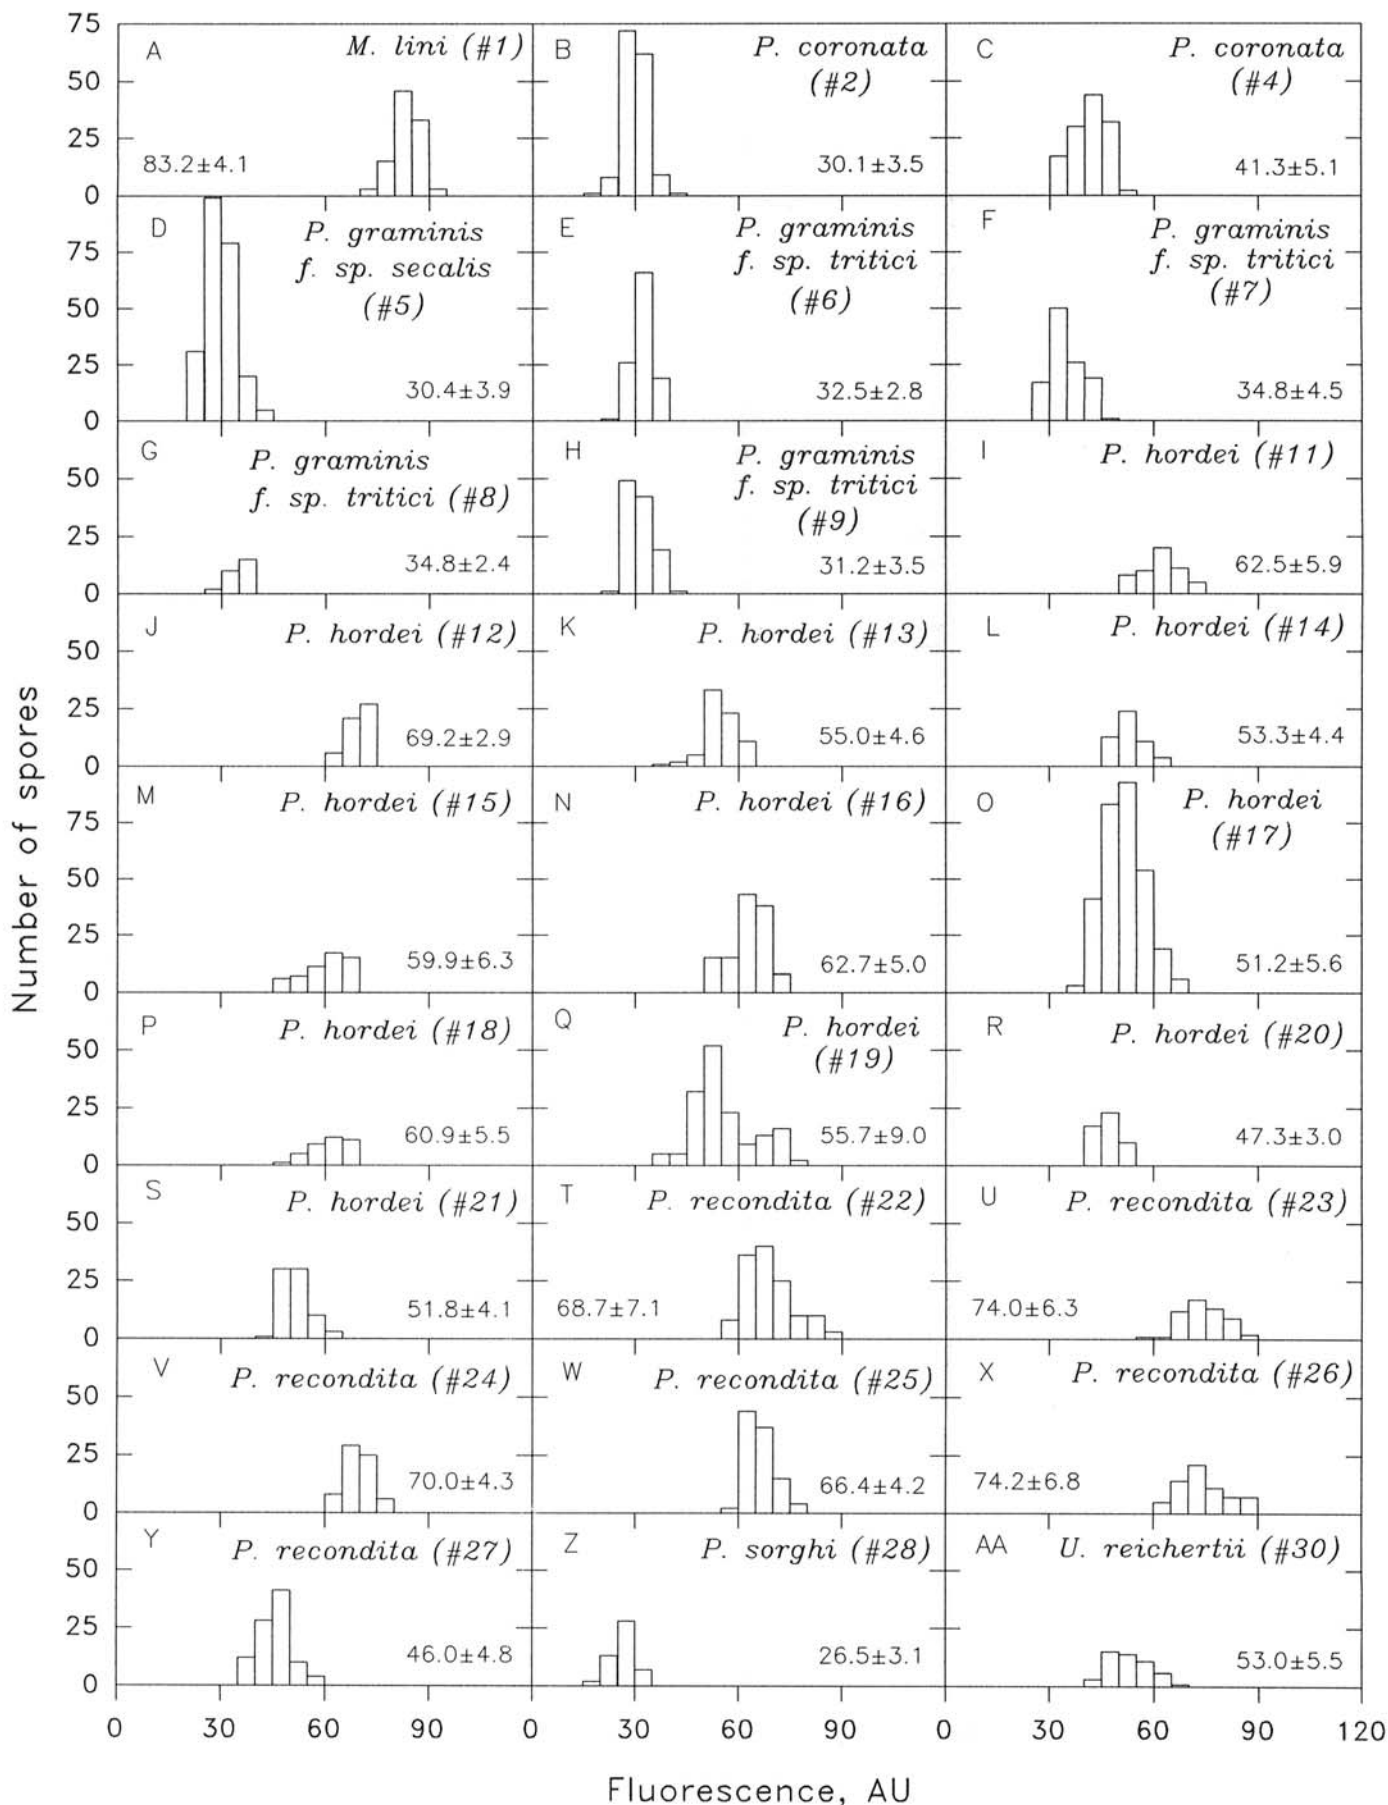 Number of spores
75
50
25
0
A
M. lini (#1)
83.2±4.1
B
P. coronata
(#2)
30.1±3.5
C
P. coronata
(#4)
41.3±5.1
75
50
25
0
D
P. graminis
f. sp. secalis
(#5)
30.4±3.9
E
P. graminis
f. sp. tritici
(#6)
32.5±2.8
F
P. graminis
f. sp. tritici
(#7)
34.8±4.5
50
25
0
G
P. graminis
f. sp. tritici (#8)
34.8±2.4
H
P. graminis
f. sp. tritici
(#9)
31.2±3.5
I
P. hordei (#11)
62.5±5.9
50
25
0
J
P. hordei (#12)
69.2±2.9
K
P. hordei (#13)
55.0±4.6
L
P. hordei (#14)
53.3±4.4
75
50
25
0
M
P. hordei (#15)
59.9±6.3
N
P. hordei (#16)
62.7±5.0
O
P. hordei
(#17)
51.2±5.6
50
25
0
P
P. hordei (#18)
60.9±5.5
Q
P. hordei
(#19)
55.7±9.0
R
P. hordei (#20)
47.3±3.0
50
25
0
S
P. hordei (#21)
51.8±4.1
T
P. recondita (#22)
68.7±7.1
U
P. recondita (#23)
74.0±6.3
50
25
0
V
P. recondita (#24)
70.0±4.3
W
P. recondita (#25)
66.4±4.2
X
P. recondita (#26)
74.2±6.8
50
25
0
Y
P. recondita (#27)
46.0±4.8
Z
P. sorghi (#28)
26.5±3.1
AA
U. reichertii (#30)
53.0±5.5
0 30 60 90 0 30 60 90 0 30 60 90 120
Fluorescence, AU